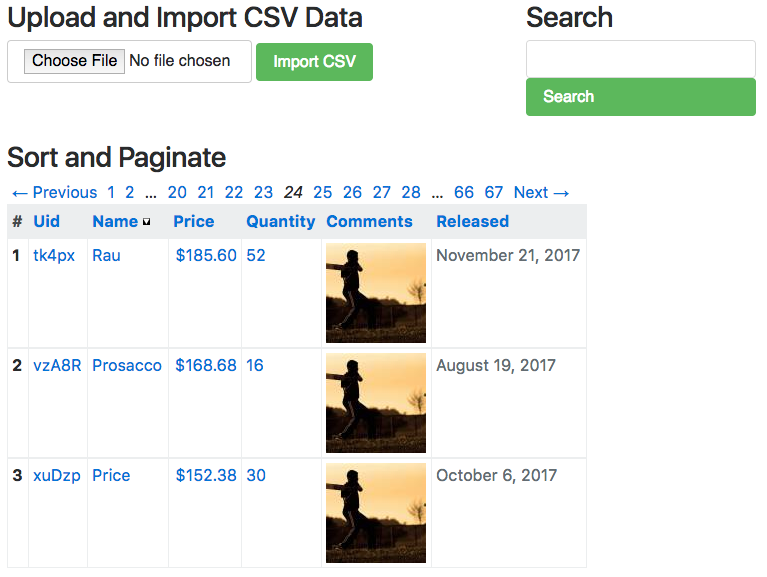 Upload and Import CSV Data
Choose File No file chosen Import CSV
Search
Search
Sort and Paginate
← Previous 1 2 ... 20 21 22 23 24 25 26 27 28 ... 66 67 Next →
# Uid Name Price Quantity Comments Released
1 tk4px Rau $185.60 52 November 21, 2017
2 vzA8R Prosacco $168.68 16 August 19, 2017
3 xuDzp Price $152.38 30 October 6, 2017